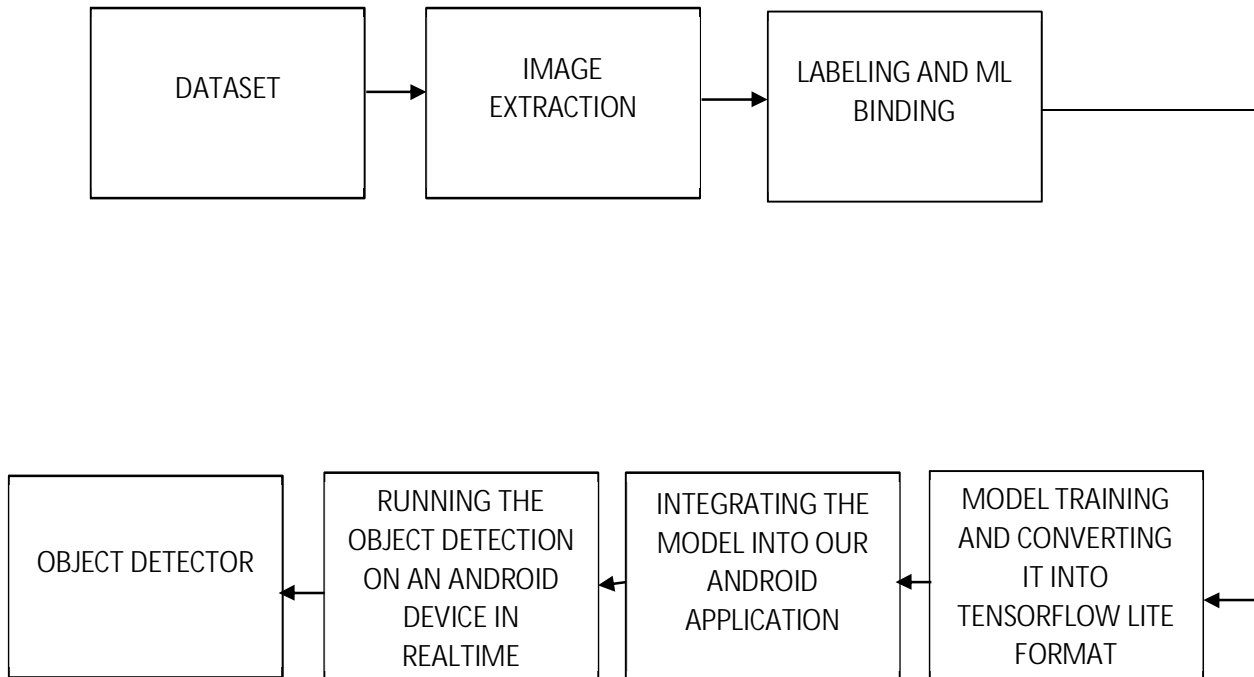 DATASET
IMAGE
EXTRACTION
LABELING AND ML
BINDING
OBJECT DETECTOR
RUNNING THE
OBJECT DETECTION
ON AN ANDROID
DEVICE IN
REALTIME
INTEGRATING THE
MODEL INTO OUR
ANDROID
APPLICATION
MODEL TRAINING
AND CONVERTING
IT INTO
TENSORFLOW LITE
FORMAT